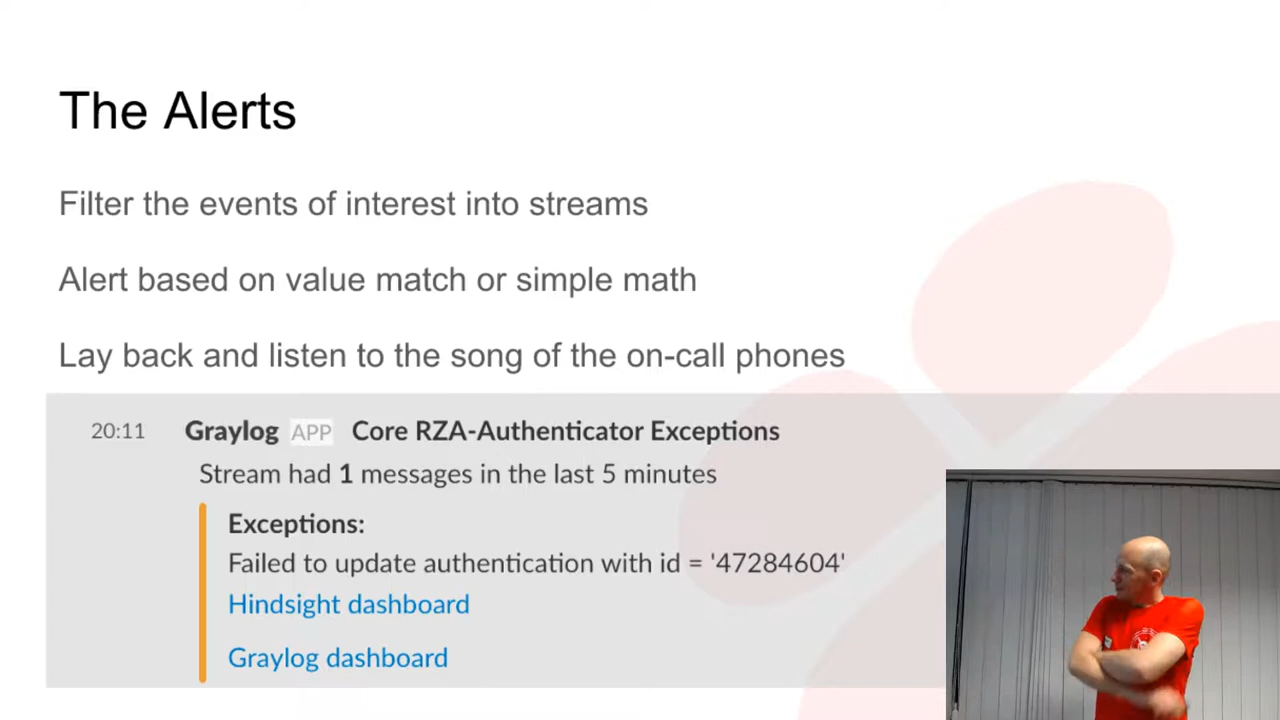 The Alerts
Filter the events of interest into streams
Alert based on value match or simple math
Lay back and listen to the song of the on-call phones
20:11 Graylog APP Core RZA-Authenticator Exceptions
Stream had 1 messages in the last 5 minutes
Exceptions:
Failed to update authentication with id = '47284604'
Hindsight dashboard
Graylog dashboard